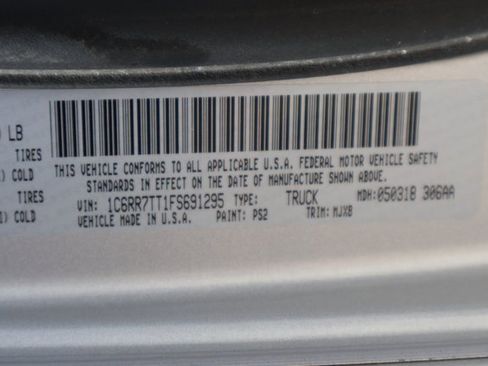 LB
TIRES
COLD
TIRES
COLD
THIS VEHICLE CONFORMS TO ALL APPLICABLE U.S.A. FEDERAL MOTOR VEHICLE SAFETY
STANDARDS IN EFFECT ON THE DATE OF MANUFACTURE SHOWN ABOVE.
VIN: 1C6RR7TT1FS691295 TYPE: TRUCK MDH: 050318 306AA
VEHICLE MADE IN U.S.A. PAINT: PS2 TRIM: MJX8